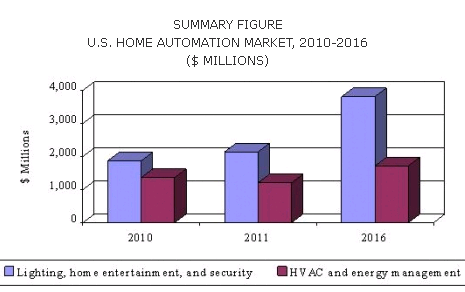 SUMMARY FIGURE
U.S. HOME AUTOMATION MARKET, 2010-2016
($ MILLIONS)
4,000
3,000
2,000
1,000
0
$ Millions
2010 2011 2016
Lighting, home entertainment, and security HVAC and energy management